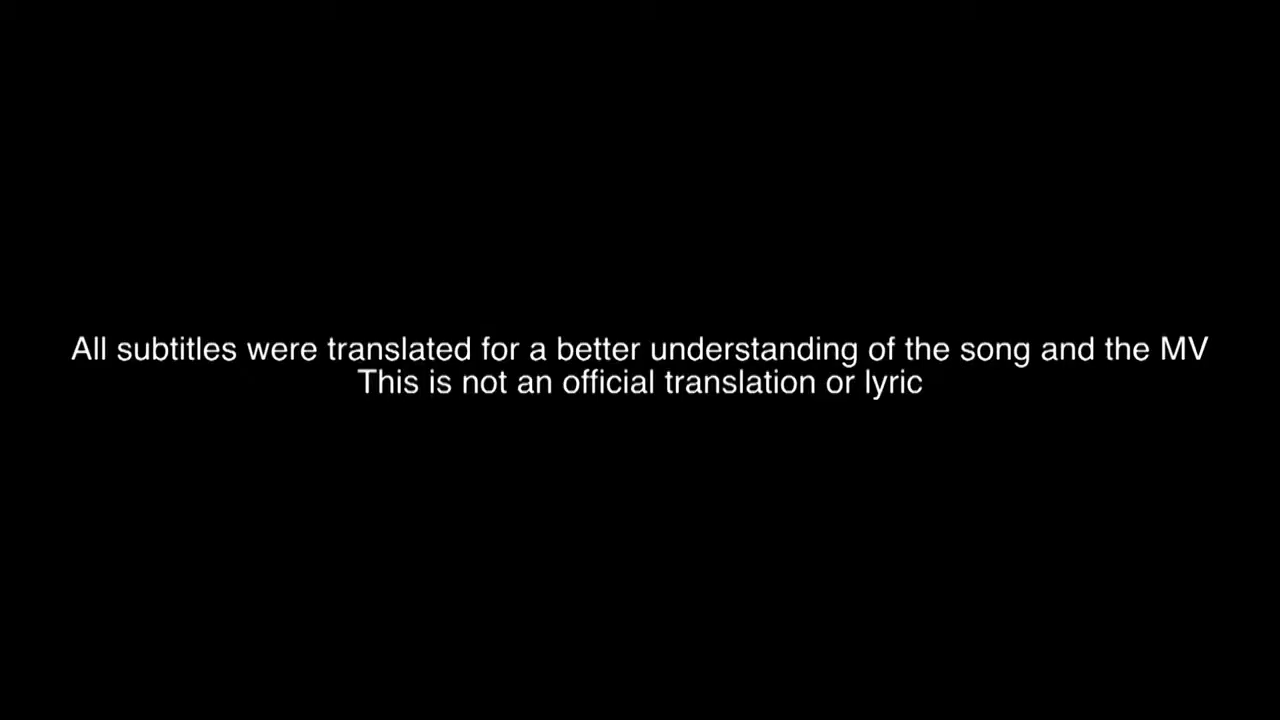 All subtitles were translated for a better understanding of the song and the MV
This is not an official translation or lyric